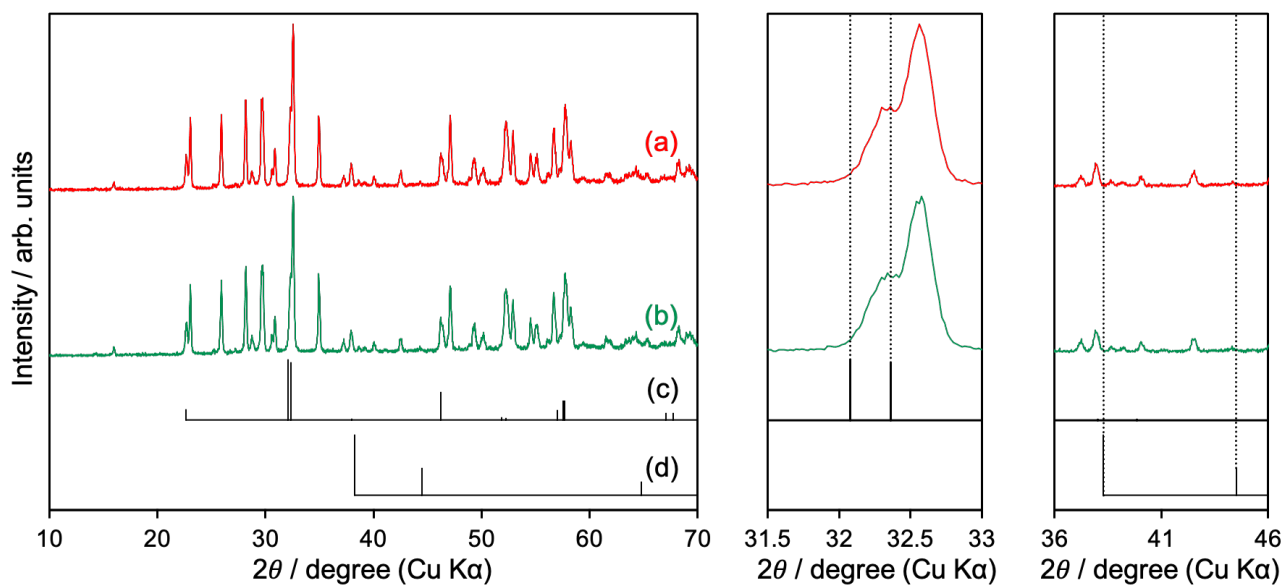 Intensity / arb. units
(a)
(b)
(c)
(d)
10 20 30 40 50 60 70
2θ / degree (Cu Kα)
31.5 32 32.5 33
2θ / degree (Cu Kα)
36 41 46
2θ / degree (Cu Kα)